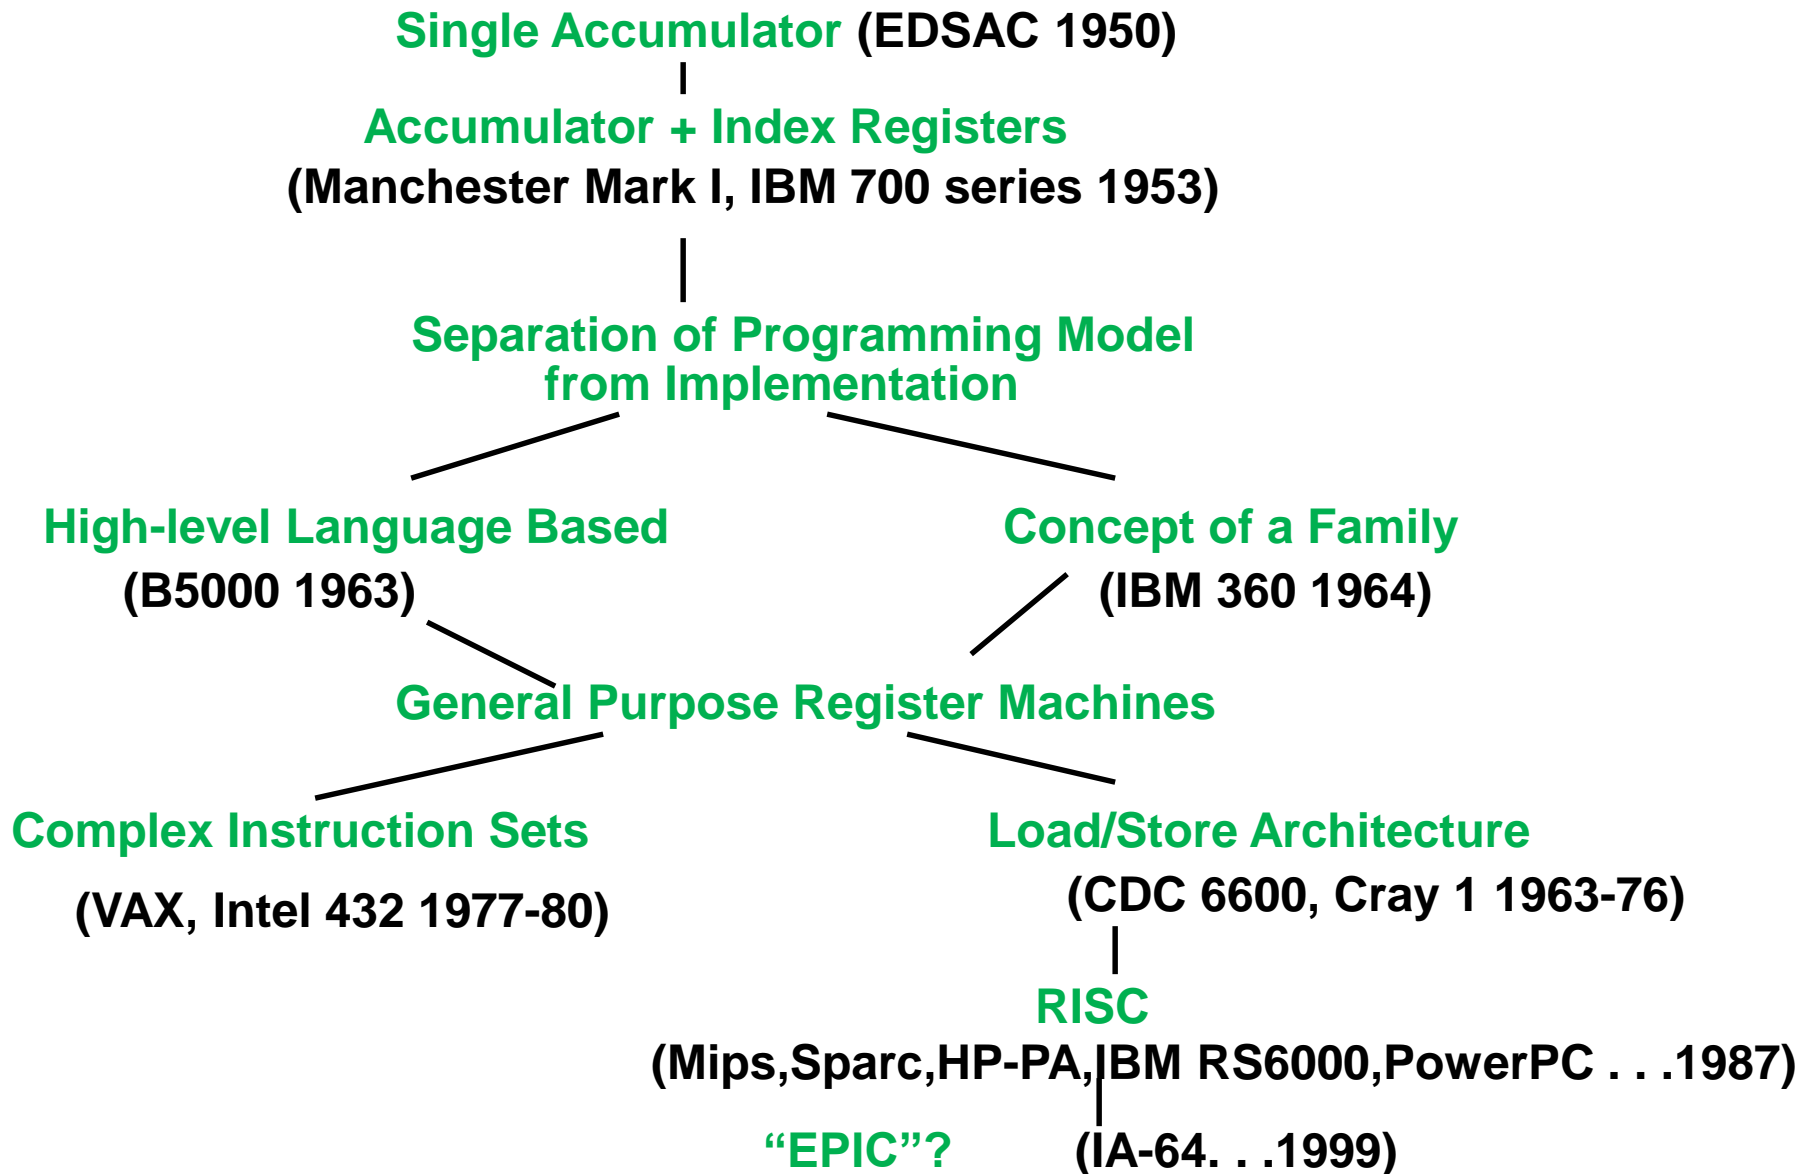 Single Accumulator (EDSAC 1950)
Accumulator + Index Registers
(Manchester Mark I, IBM 700 series 1953)
Separation of Programming Model
from Implementation
High-level Language Based
Concept of a Family
(B5000 1963)
(IBM 360 1964)
General Purpose Register Machines
Complex Instruction Sets
Load/Store Architecture
(VAX, Intel 432 1977-80)
(CDC 6600, Cray 1 1963-76)
RISC
(Mips,Sparc,HP-PA,IBM RS6000,PowerPC . . .1987)
“EPIC”? (IA-64. . .1999)